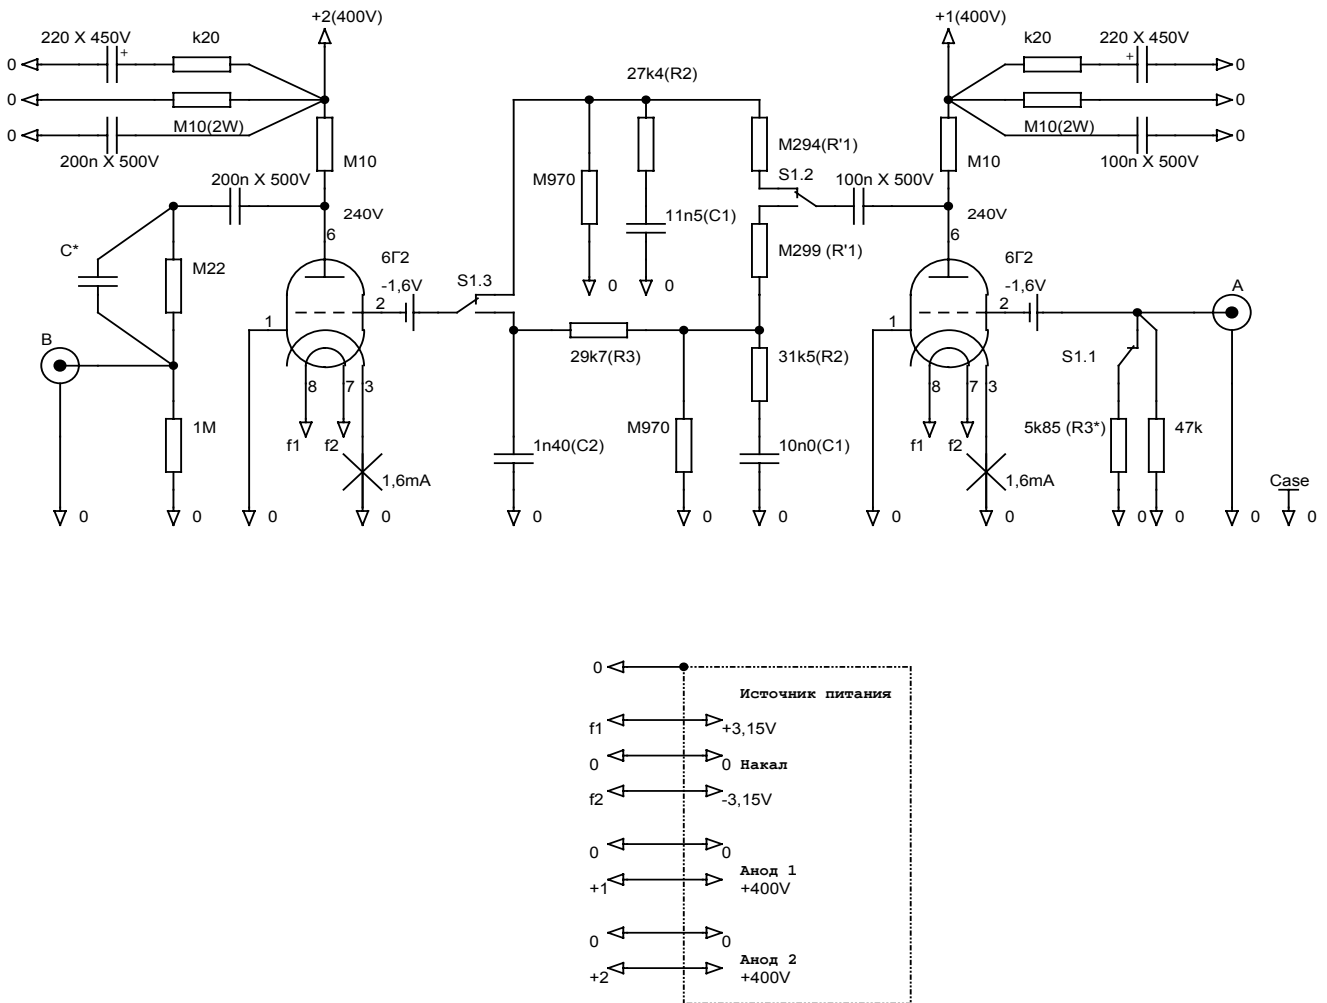 +2(400V)
+1(400V)
220 X 450V
+
k20
k20
220 X 450V
+
0
27k4(R2)
0
0
0
M10(2W)
M10(2W)
0
0
200n X 500V
M10
M294(R'1)
M10
100n X 500V
200n X 500V
M970
S1.2
100n X 500V
240V
11n5(C1)
240V
6
6
C*
M22
6Г2
M299 (R'1)
6Г2
-1,6V
S1.3
0
0
-1,6V
A
2
2
1
1
B
29k7(R3)
31k5(R2)
S1.1
8
7
3
8
7
3
1M
f1
f2
M970
f1
f2
5k85 (R3*)
47k
1n40(C2)
10n0(C1)
1,6mA
1,6mA
Case
0
0
0
0
0
0
0
0
0
0
0
0
0
0
Источник питания
f1
+3,15V
0
0
Накал
f2
-3,15V
0
0
Анод 1
+1
+400V
0
0
Анод 2
+2
+400V